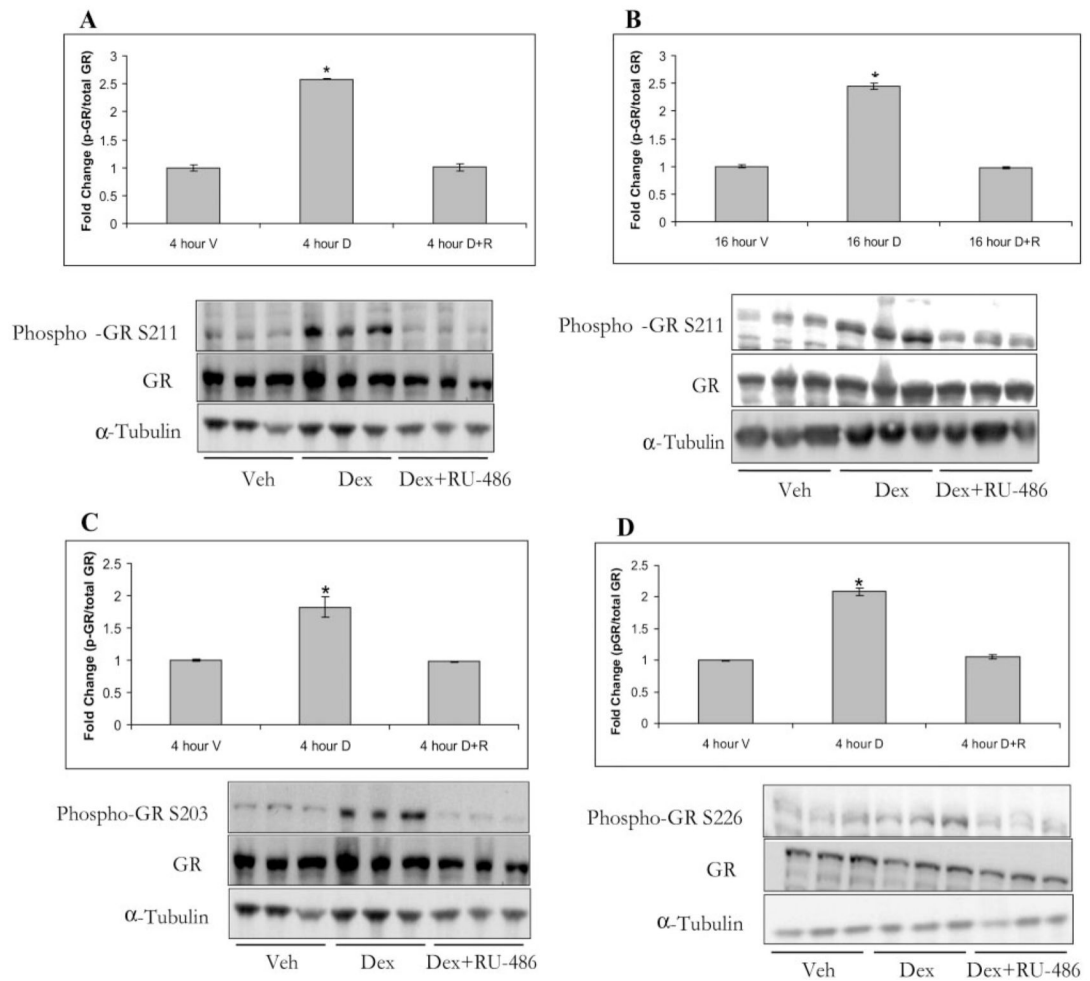 A
Fold Change (p-GR/total GR)
3
2.5
2
1.5
1
0.5
0
*
4 hour V
4 hour D
4 hour D+R
Phospho -GR S211
GR
α-Tubulin
Veh
Dex
Dex+RU-486
B
Fold Change (p-GR/total GR)
3
2.5
2
1.5
1
0.5
0
*
16 hour V
16 hour D
16 hour D+R
Phospho -GR S211
GR
α-Tubulin
Veh
Dex
Dex+RU-486
C
Fold Change (p-GR/total GR)
2.5
2
1.5
1
0.5
0
*
4 hour V
4 hour D
4 hour D+R
Phospho-GR S203
GR
α-Tubulin
Veh
Dex
Dex+RU-486
D
Fold Change (pGR/total GR)
2.5
2
1.5
1
0.5
0
*
4 hour V
4 hour D
4 hour D+R
Phospho-GR S226
GR
α-Tubulin
Veh
Dex
Dex+RU-486